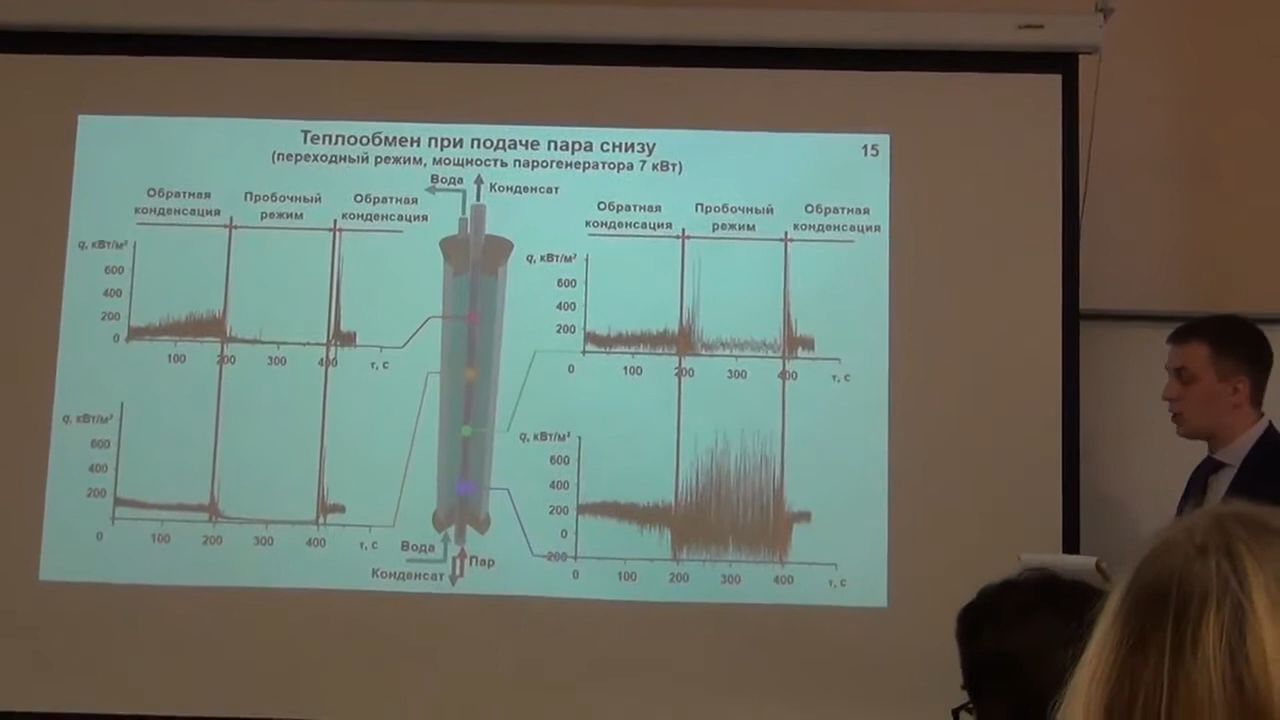 Теплообмен при подаче пара снизу
15
(переходный режим, мощность парогенератора 7 кВт)
Вода
Конденсат
Обратная
конденсация
Пробочный
режим
Обратная
конденсация
q, кВт/м²
600
400
200
0
100
200
300
400
τ, с
q, кВт/м²
600
400
200
0
100
200
300
400
τ, с
Обратная
конденсация
Пробочный
режим
Обратная
конденсация
q, кВт/м²
600
400
200
0
100
200
300
400
τ, с
q, кВт/м²
600
400
200
0
-200
0
100
200
300
400
τ, с
Вода
Пар
Конденсат